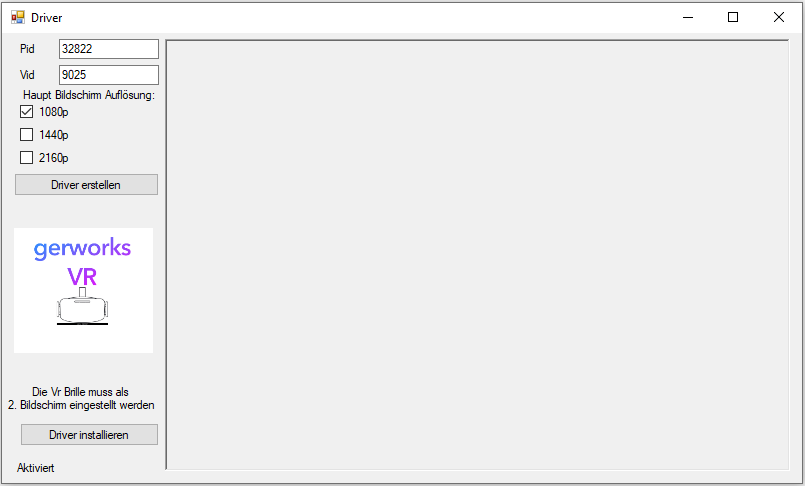 Driver
Pid
32822
Vid
9025
Haupt Bildschirm Auflösung:
1080p
1440p
2160p
Driver erstellen
gerworks
VR
Die Vr Brille muss als
2. Bildschirm eingestellt werden
Driver installieren
Aktiviert